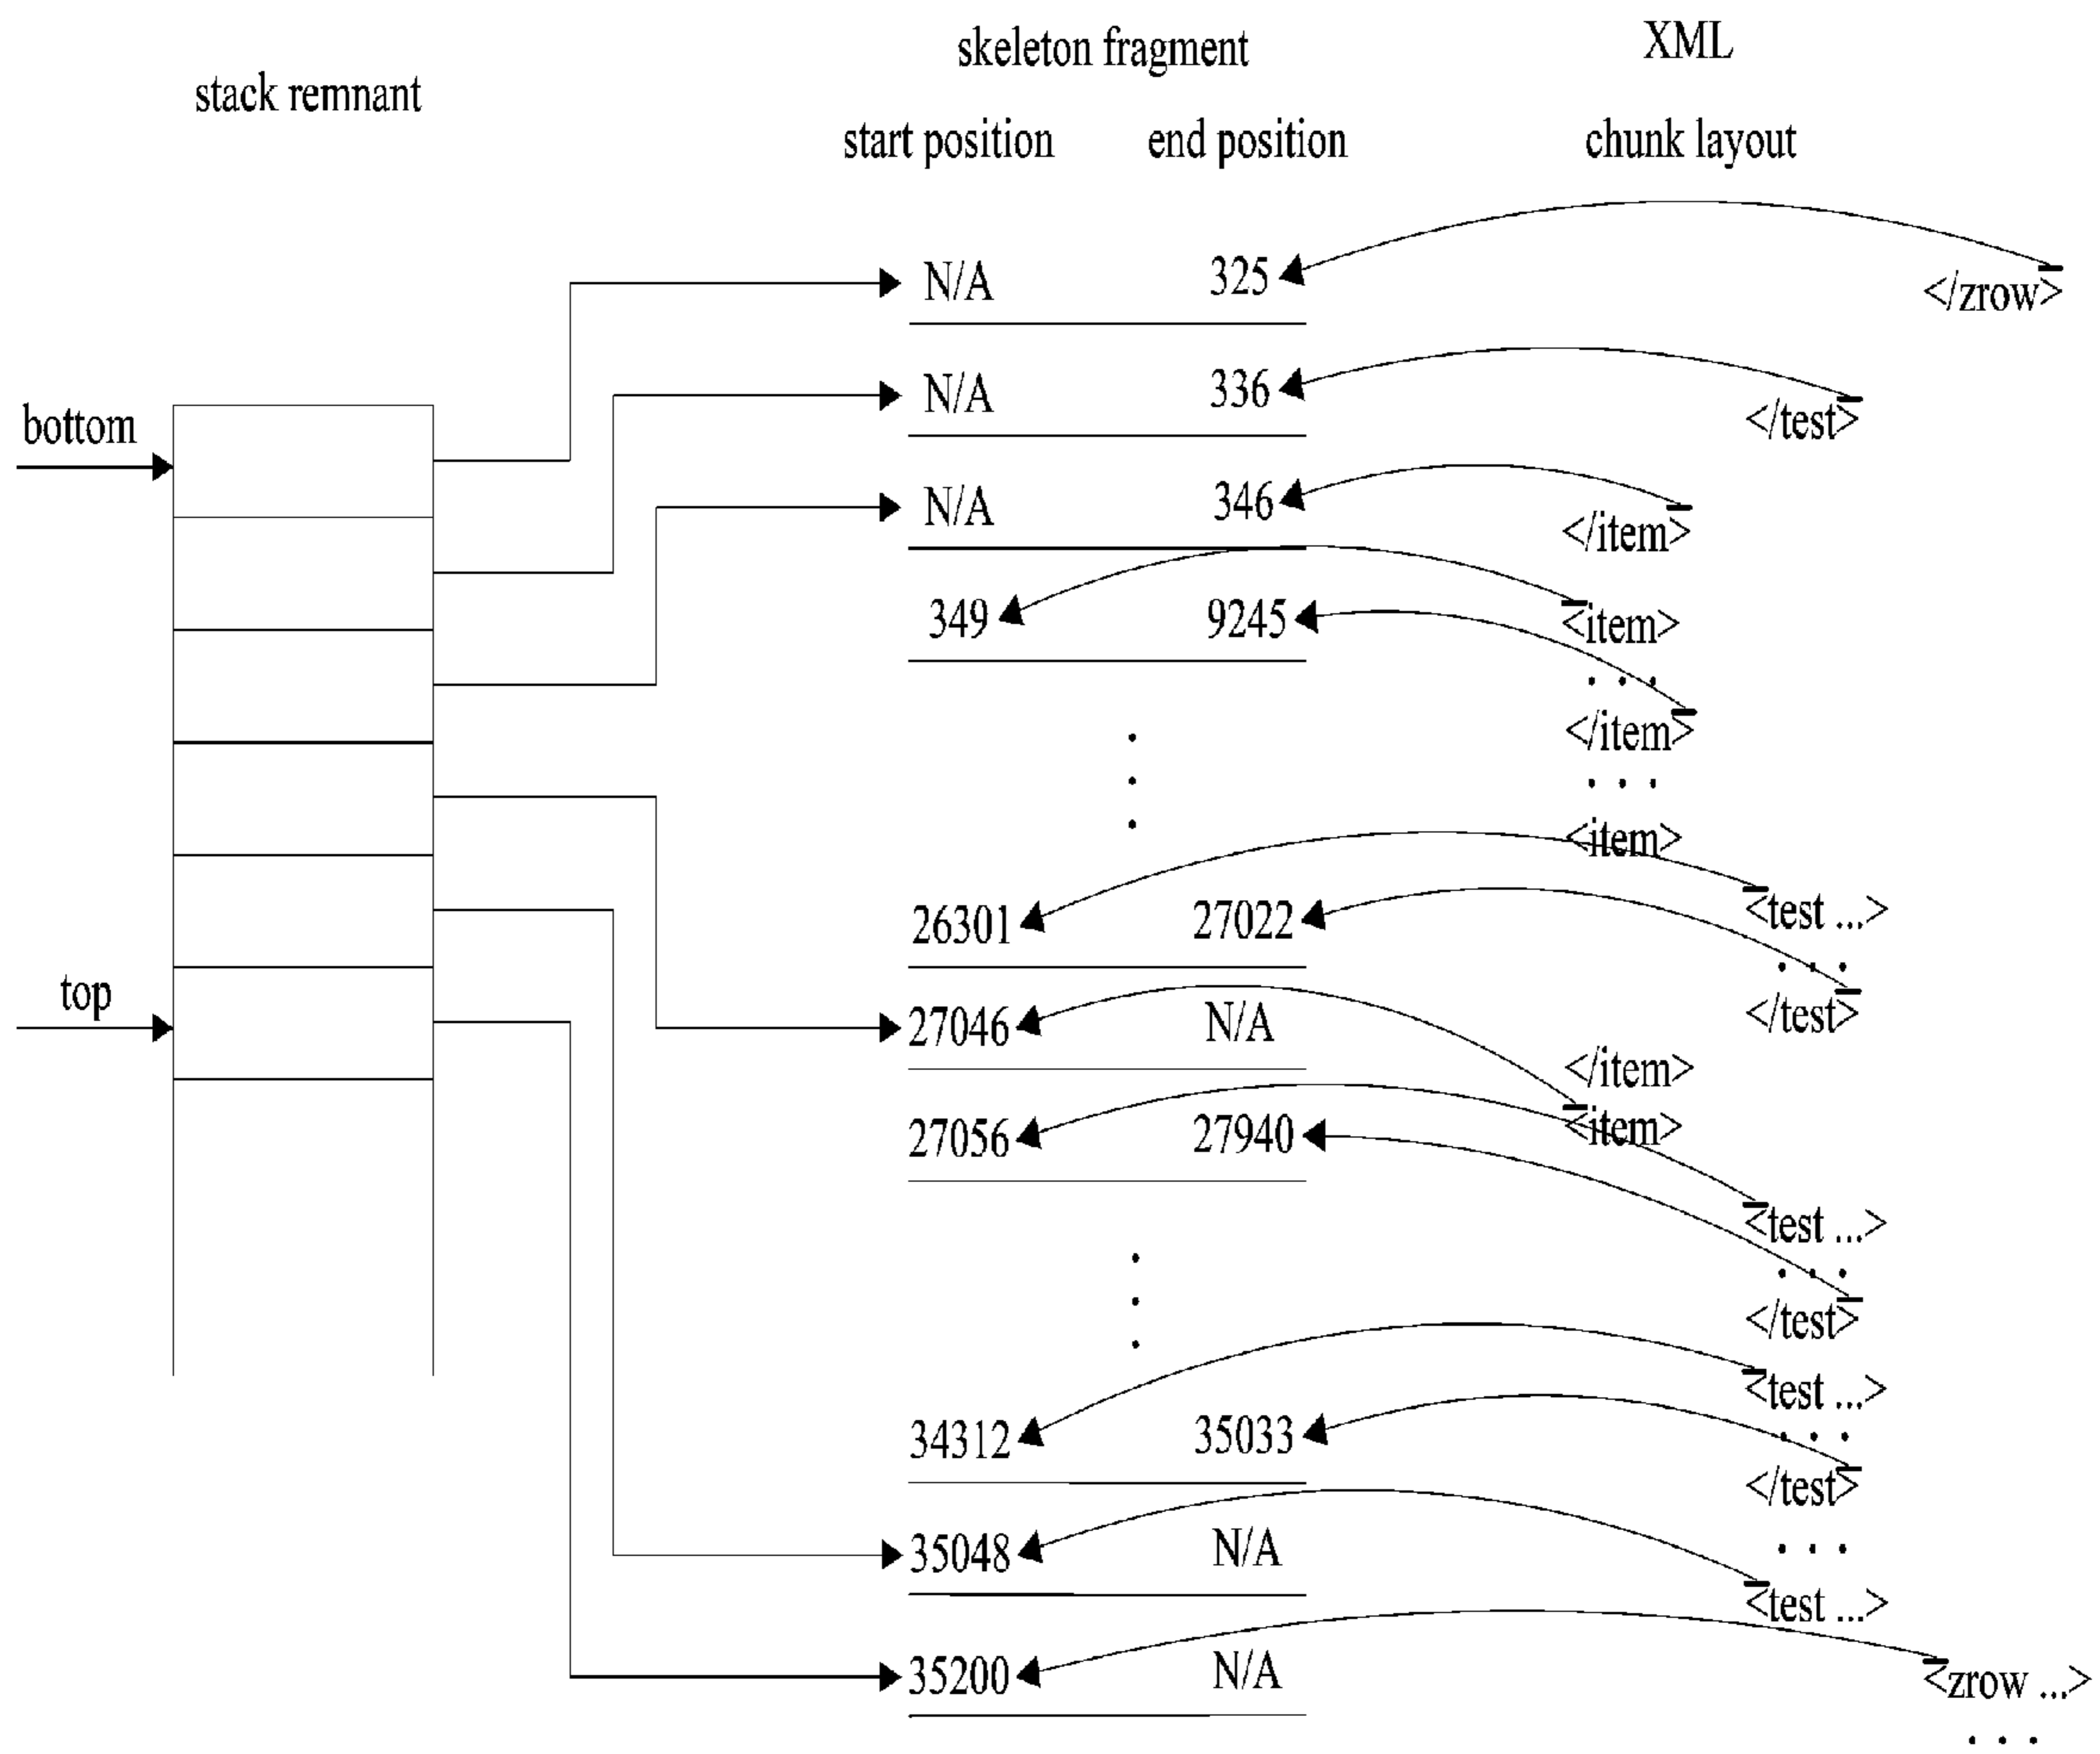 skeleton fragment XML
stack remnant
start position end position chunk layout
N/A 325 </zrow>
N/A 336 </test>
bottom
N/A 346 </item>
349 9245 <item>
. . .
</item>
. . .
<item>
26301 27022 <test ...>
. . .
top
27046 N/A </test>
</item>
27056 27940 <item>
<test ...>
. . .
</test>
<test ...>
34312 35033 . . .
</test>
35048 N/A . . .
<test ...>
35200 N/A <zrow ...>
. . .